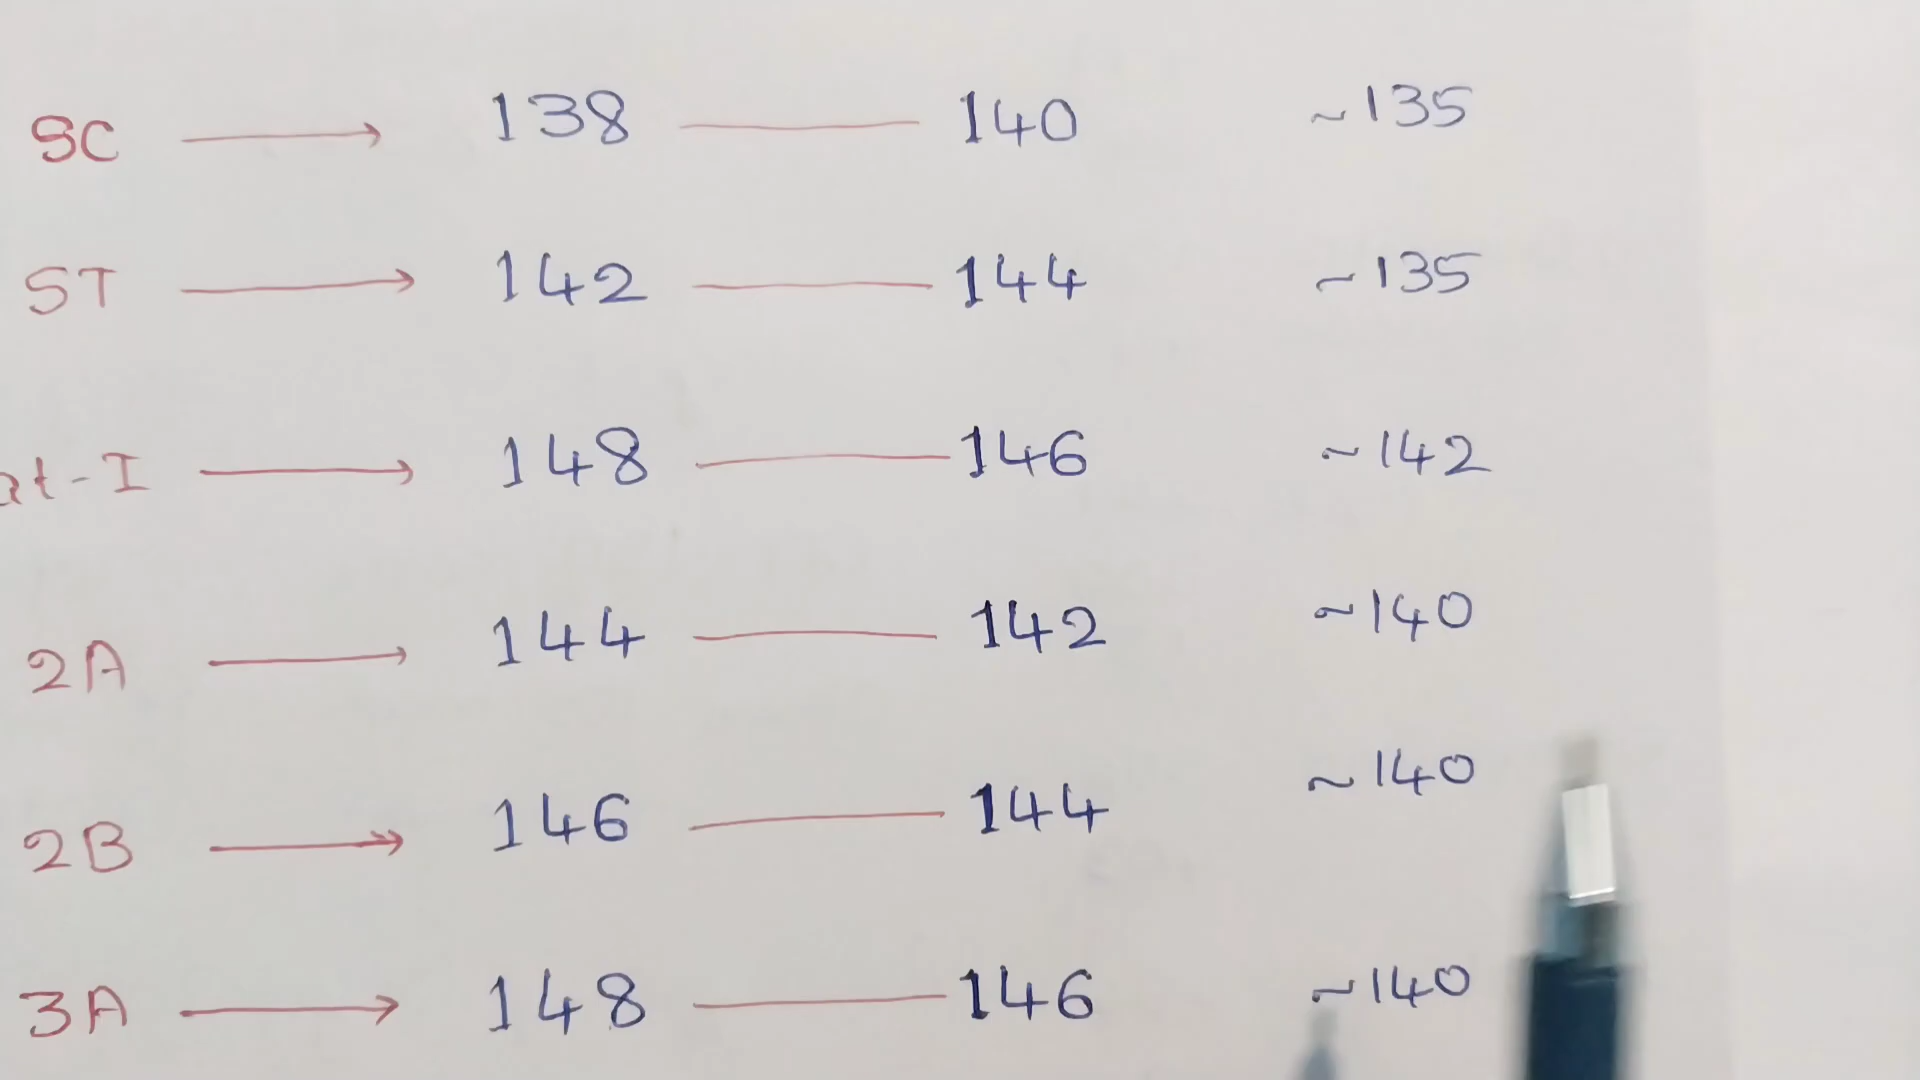 SC → 138 — 140 ~135
ST → 142 — 144 ~135
at-I → 148 — 146 ~142
2A → 144 — 142 ~140
2B → 146 — 144 ~140
3A → 148 — 146 ~140